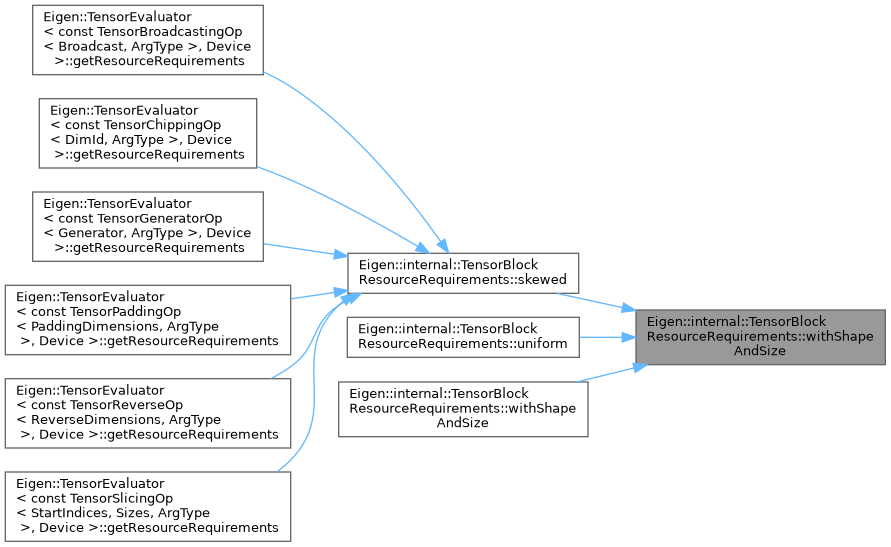 Eigen::TensorEvaluator
< const TensorBroadcastingOp
< Broadcast, ArgType >, Device
>::getResourceRequirements
Eigen::TensorEvaluator
< const TensorChippingOp
< DimId, ArgType >, Device
>::getResourceRequirements
Eigen::TensorEvaluator
< const TensorGeneratorOp
< Generator, ArgType >, Device
>::getResourceRequirements
Eigen::TensorEvaluator
< const TensorPaddingOp
< PaddingDimensions, ArgType
>, Device >::getResourceRequirements
Eigen::TensorEvaluator
< const TensorReverseOp
< ReverseDimensions, ArgType
>, Device >::getResourceRequirements
Eigen::TensorEvaluator
< const TensorSlicingOp
< StartIndices, Sizes, ArgType
>, Device >::getResourceRequirements
Eigen::internal::TensorBlock
ResourceRequirements::skewed
Eigen::internal::TensorBlock
ResourceRequirements::uniform
Eigen::internal::TensorBlock
ResourceRequirements::withShape
AndSize
Eigen::internal::TensorBlock
ResourceRequirements::withShape
AndSize